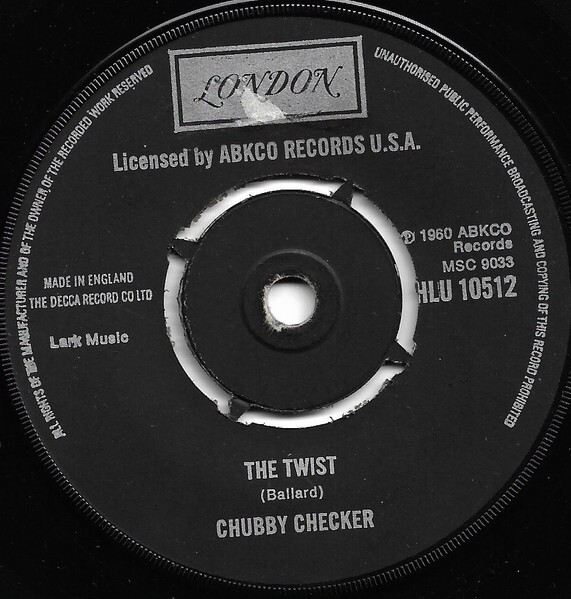 LONDON
Licensed by ABKCO RECORDS U.S.A.
ALL RIGHTS OF THE MANUFACTURER AND OF THE OWNER OF THE RECORDED WORK RESERVED
UNAUTHORISED PUBLIC PERFORMANCE BROADCASTING AND COPYING OF THIS RECORD PROHIBITED
℗ 1960 ABKCO
Records
MSC 9033
HLU 10512
MADE IN ENGLAND
THE DECCA RECORD CO LTD
Lark Music
THE TWIST
(Ballard)
CHUBBY CHECKER